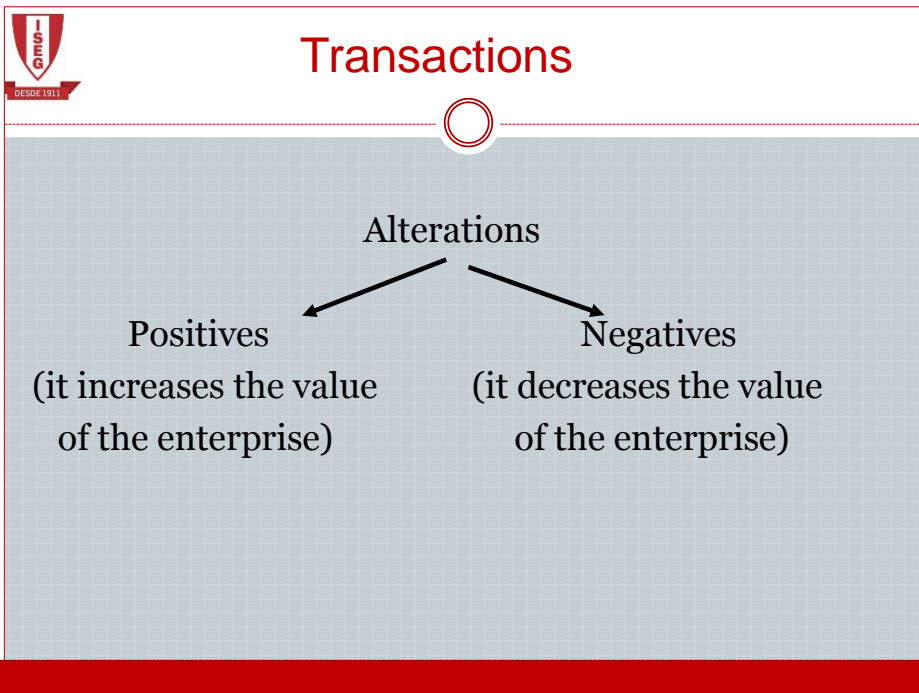 ISEG
DESDE 1911
Transactions
Alterations
Positives
(it increases the value
of the enterprise)
Negatives
(it decreases the value
of the enterprise)